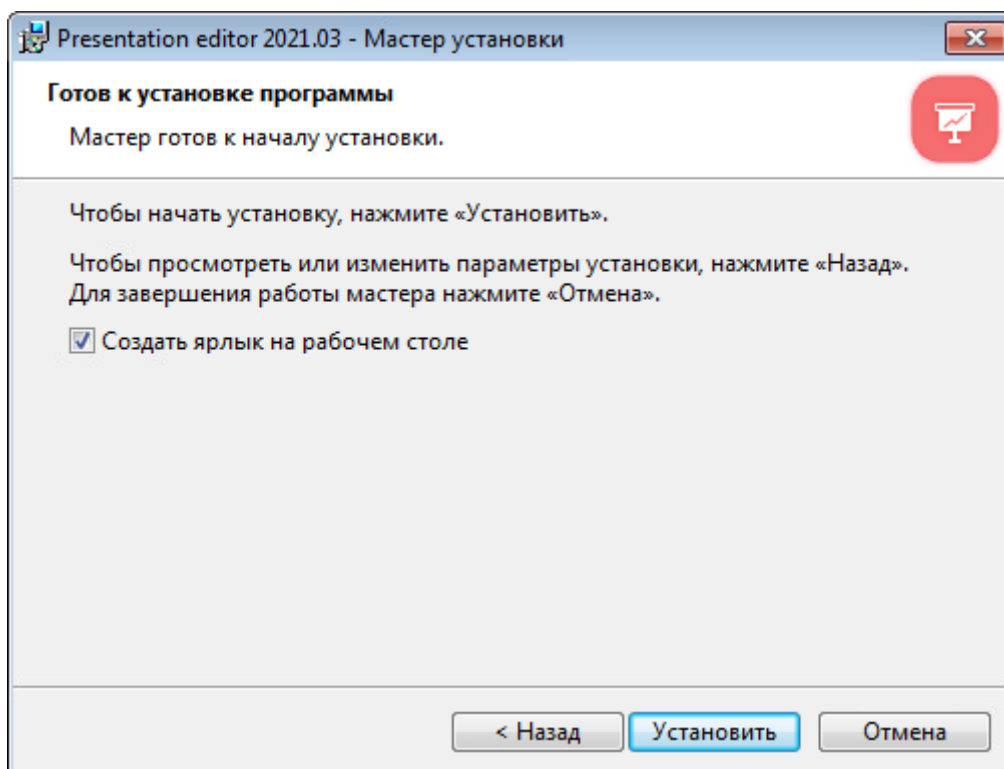 Presentation editor 2021.03 - Мастер установки
Готов к установке программы
Мастер готов к началу установки.
Чтобы начать установку, нажмите «Установить».
Чтобы просмотреть или изменить параметры установки, нажмите «Назад».
Для завершения работы мастера нажмите «Отмена».
Создать ярлык на рабочем столе
< Назад
Установить
Отмена